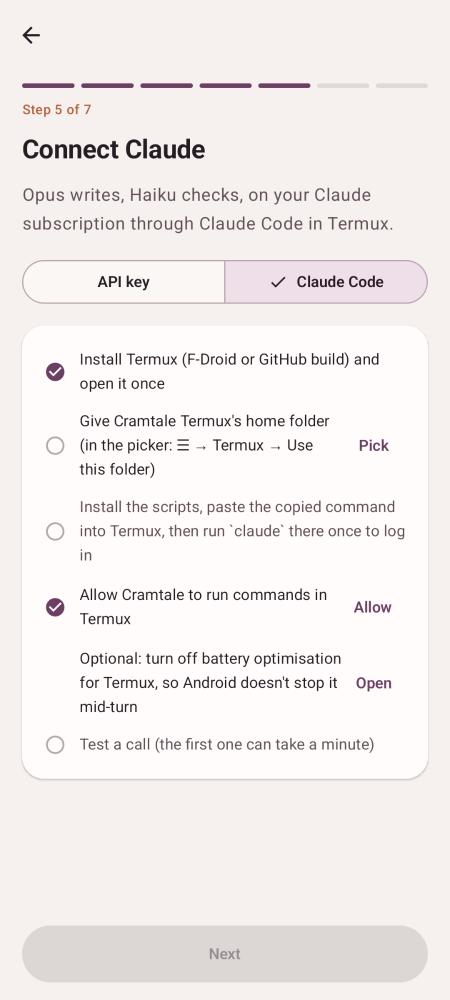 Step 5 of 7
Connect Claude
Opus writes, Haiku checks, on your Claude
subscription through Claude Code in Termux.
API key
Claude Code
Install Termux (F-Droid or GitHub build) and
open it once
Give Cramtale Termux's home folder
(in the picker: ☰ → Termux → Use
this folder)
Pick
Install the scripts, paste the copied command
into Termux, then run `claude` there once to log
in
Allow Cramtale to run commands in
Termux
Allow
Optional: turn off battery optimisation
for Termux, so Android doesn't stop it
mid-turn
Open
Test a call (the first one can take a minute)
Next